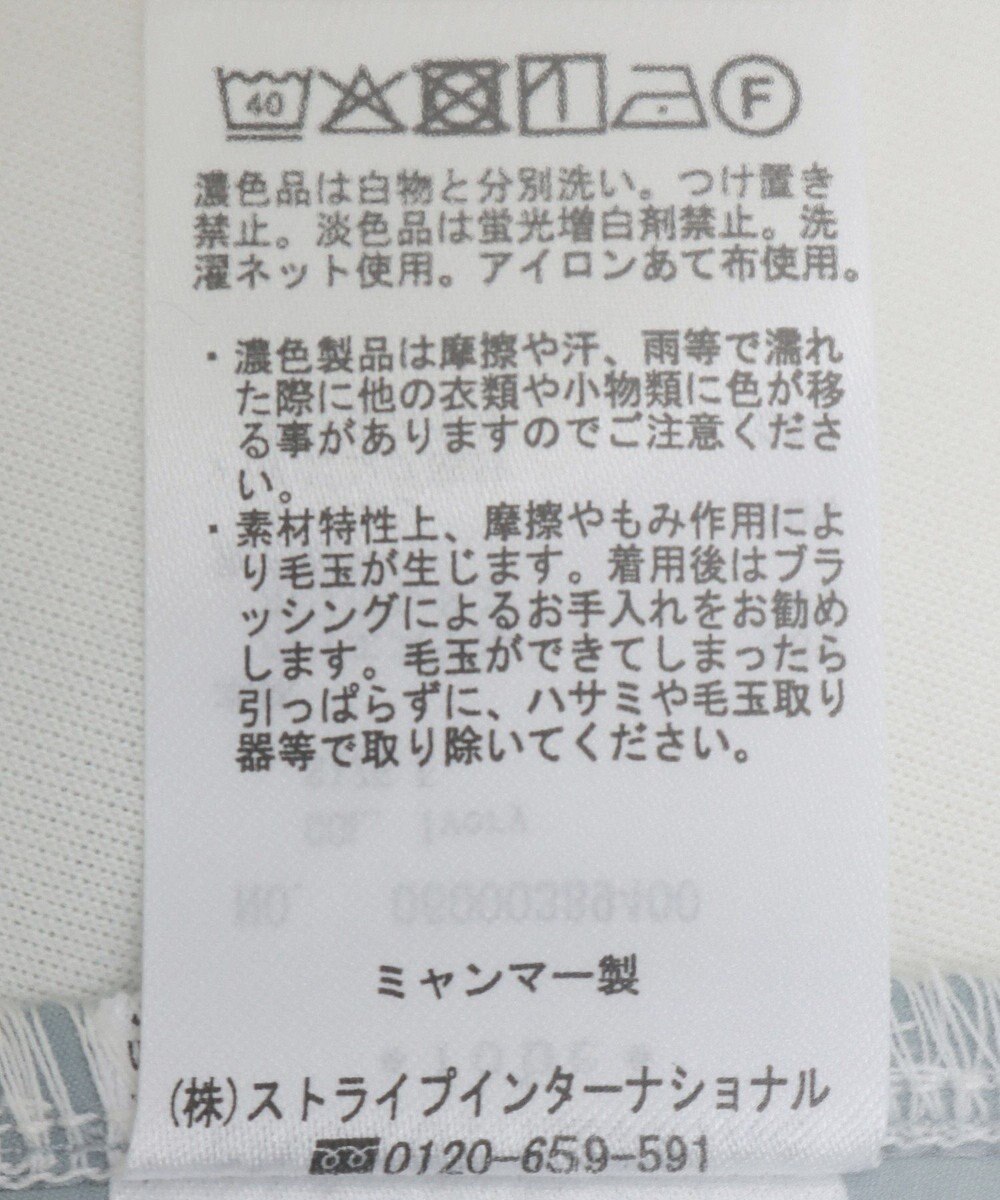 40 F
濃色品は白物と分別洗い。つけ置き
禁止。淡色品は蛍光増白剤禁止。洗
濯ネット使用。アイロンあて布使用。
・濃色製品は摩擦や汗、雨等で濡れ
た際に他の衣類や小物類に色が移
る事がありますのでご注意くださ
い。
・素材特性上、摩擦やもみ作用によ
り毛玉が生じます。着用後はブラ
ッシングによるお手入れをお勧め
します。毛玉ができてしまったら
引っぱらずに、ハサミや毛玉取り
器等で取り除いてください。
ミャンマー製
(株)ストライプインターナショナル
0120-659-591